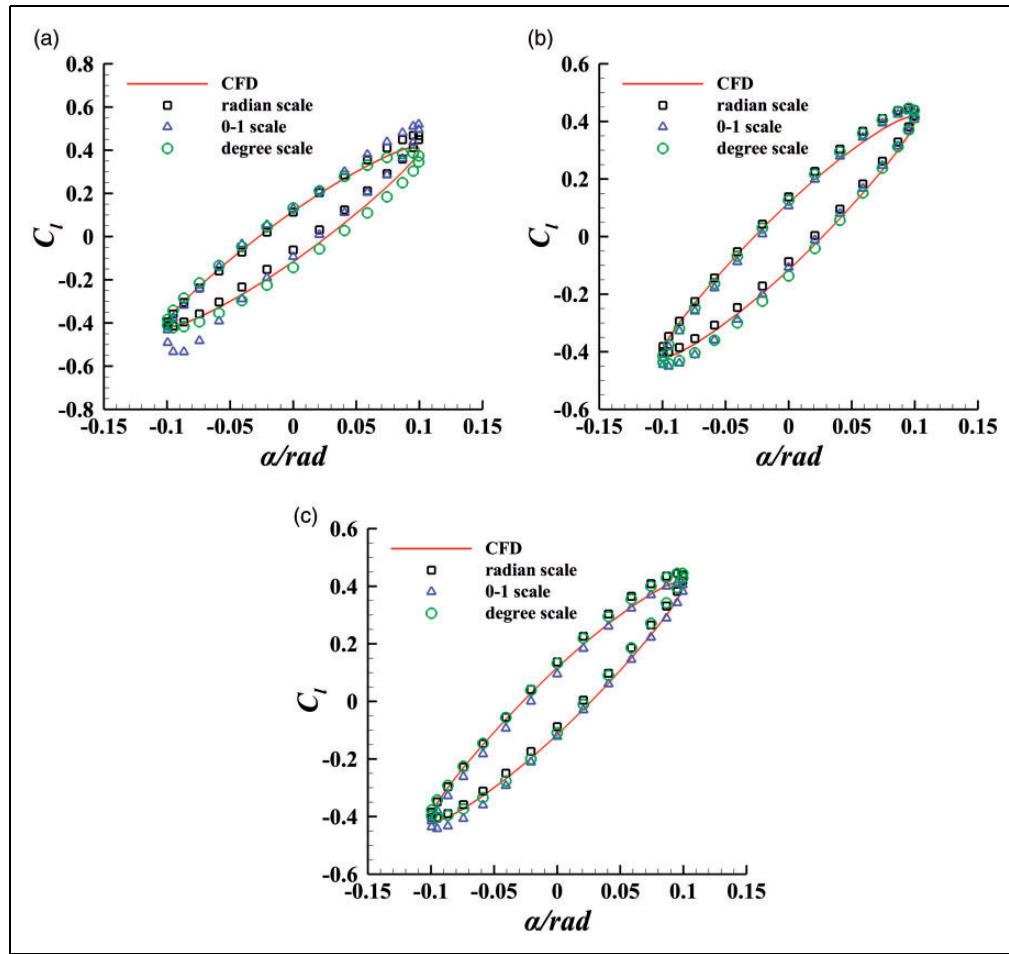 (a)
0.8
0.6
0.4
0.2
0
-0.2
-0.4
-0.6
-0.8
C_l
CFD
radian scale
0-1 scale
degree scale
-0.15 -0.1 -0.05 0 0.05 0.1 0.15
α/rad
(b)
0.6
0.4
0.2
0
-0.2
-0.4
-0.6
C_l
CFD
radian scale
0-1 scale
degree scale
-0.15 -0.1 -0.05 0 0.05 0.1 0.15
α/rad
(c)
0.6
0.4
0.2
0
-0.2
-0.4
-0.6
C_l
CFD
radian scale
0-1 scale
degree scale
-0.15 -0.1 -0.05 0 0.05 0.1 0.15
α/rad